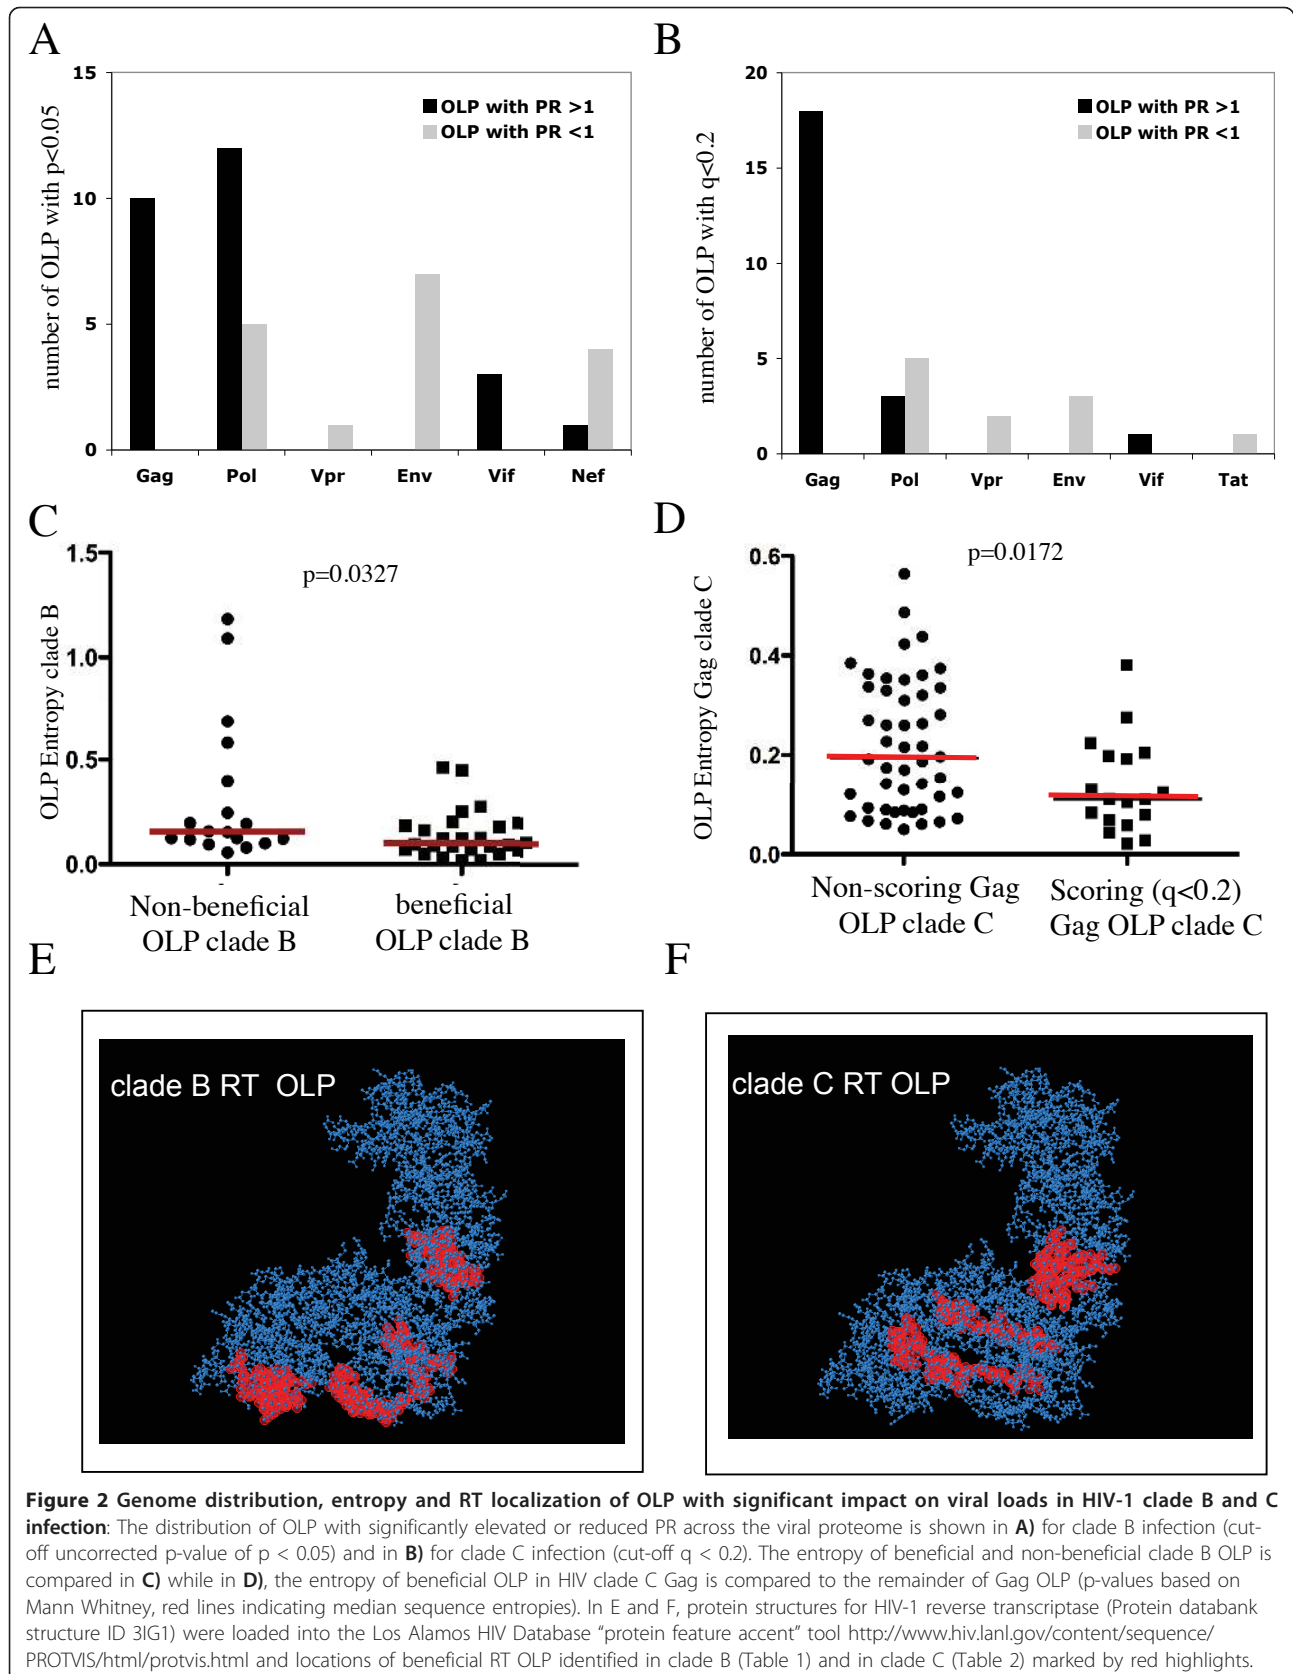 A
15
10
5
0
number of OLP with p<0.05
OLP with PR >1
OLP with PR <1
Gag Pol Vpr Env Vif Nef
B
20
15
10
5
0
number of OLP with q<0.2
OLP with PR >1
OLP with PR <1
Gag Pol Vpr Env Vif Tat
C
1.5
1.0
0.5
0.0
OLP Entropy clade B
p=0.0327
Non-beneficial
OLP clade B
beneficial
OLP clade B
D
0.6
0.4
0.2
0.0
OLP Entropy Gag clade C
p=0.0172
Non-scoring Gag
OLP clade C
Scoring (q<0.2)
Gag OLP clade C
E
clade B RT OLP
F
clade C RT OLP
Figure 2 Genome distribution, entropy and RT localization of OLP with significant impact on viral loads in HIV-1 clade B and C
infection: The distribution of OLP with significantly elevated or reduced PR across the viral proteome is shown in A) for clade B infection (cut-
off uncorrected p-value of p < 0.05) and in B) for clade C infection (cut-off q < 0.2). The entropy of beneficial and non-beneficial clade B OLP is
compared in C) while in D), the entropy of beneficial OLP in HIV clade C Gag is compared to the remainder of Gag OLP (p-values based on
Mann Whitney, red lines indicating median sequence entropies). In E and F, protein structures for HIV-1 reverse transcriptase (Protein databank
structure ID 3IG1) were loaded into the Los Alamos HIV Database “protein feature accent” tool http://www.hiv.lanl.gov/content/sequence/
PROTVIS/html/protvis.html and locations of beneficial RT OLP identified in clade B (Table 1) and in clade C (Table 2) marked by red highlights.